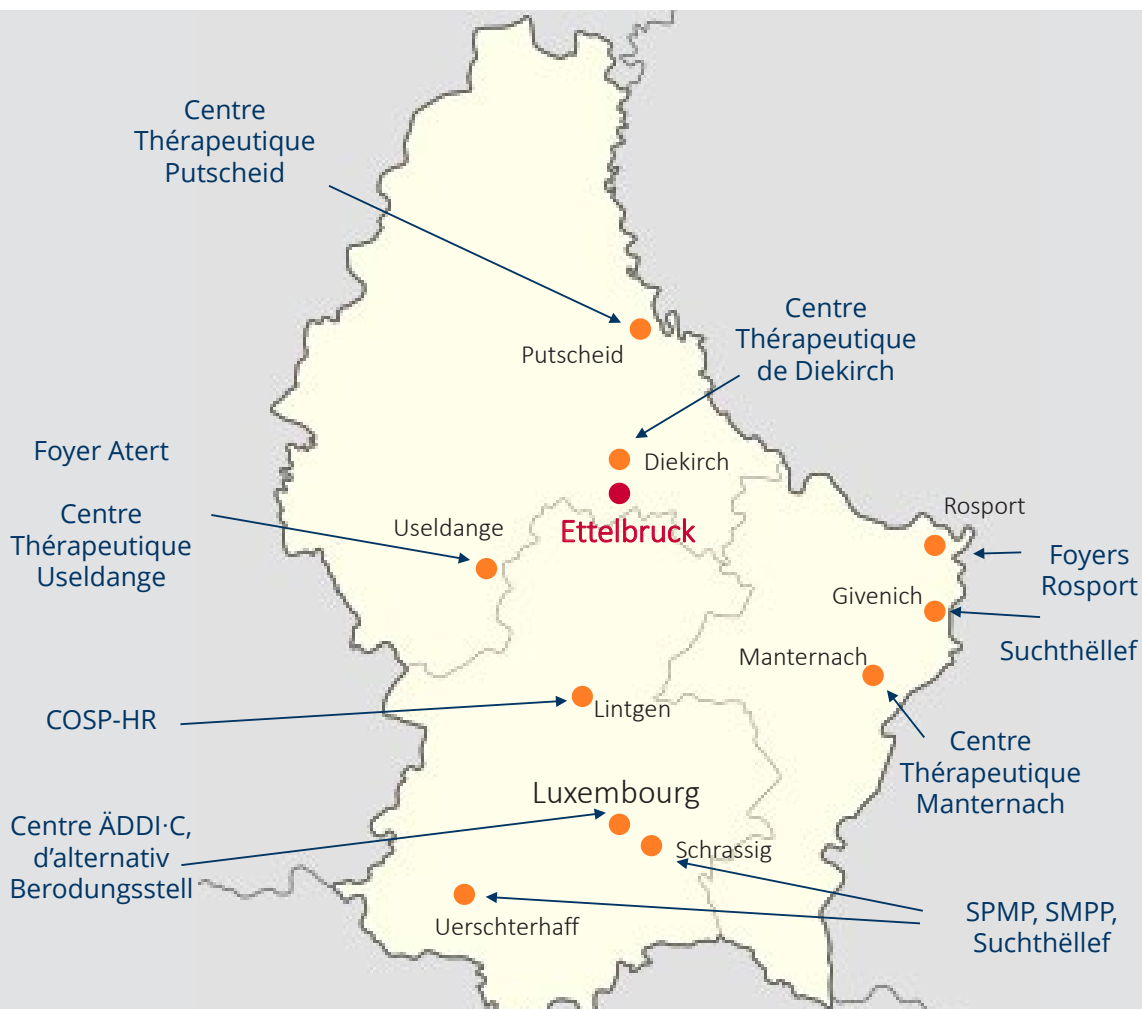 Centre
Thérapeutique
Putscheid
Centre
Thérapeutique
de Diekirch
Putscheid
Foyer Atert
Diekirch
Centre
Thérapeutique
Useldange
Useldange
Ettelbruck
Rosport
Foyers
Rosport
Givenich
Suchthëllef
Manternach
COSP-HR
Lintgen
Centre
Thérapeutique
Manternach
Luxembourg
Centre ÄDDI·C,
d'alternativ
Berodungsstell
Schrassig
Uerschterhaff
SPMP, SMPP,
Suchthëllef